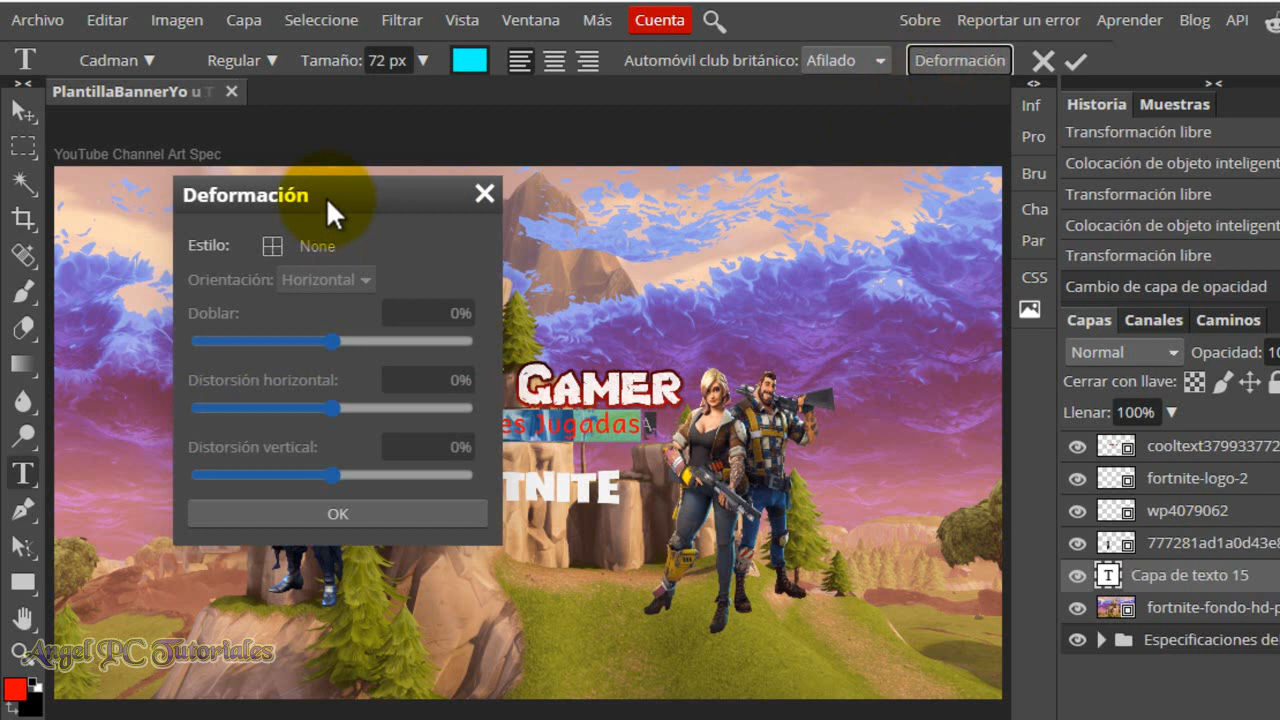 Archivo Editar Imagen Capa Seleccione Filtrar Vista Ventana Más Cuenta Sobre Reportar un error Aprender Blog API
T Cadman Regular Tamaño: 72 px Automóvil club británico: Afilado Deformación
> < PlantillaBannerYo u T <> > <
Inf Historia Muestras
Transformación libre
Pro
Colocación de objeto inteligent
YouTube Channel Art Spec
Bru
Deformación
Transformación libre
Cha
Colocación de objeto inteligent
Par
Estilo: None
Transformación libre
CSS
Orientación: Horizontal
Cambio de capa de opacidad
Doblar: 0%
Capas Canales Caminos
Normal Opacidad: 10
Distorsión horizontal: 0%
GAMER
Cerrar con llave:
Llenar: 100%
es Jugadas
Distorsión vertical: 0%
cooltext379933772
TNITE
fortnite-logo-2
OK
wp4079062
777281ad1a0d43e8
T Capa de texto 15
fortnite-fondo-hd-p
Especificaciones de
Angel PC Tutoriales